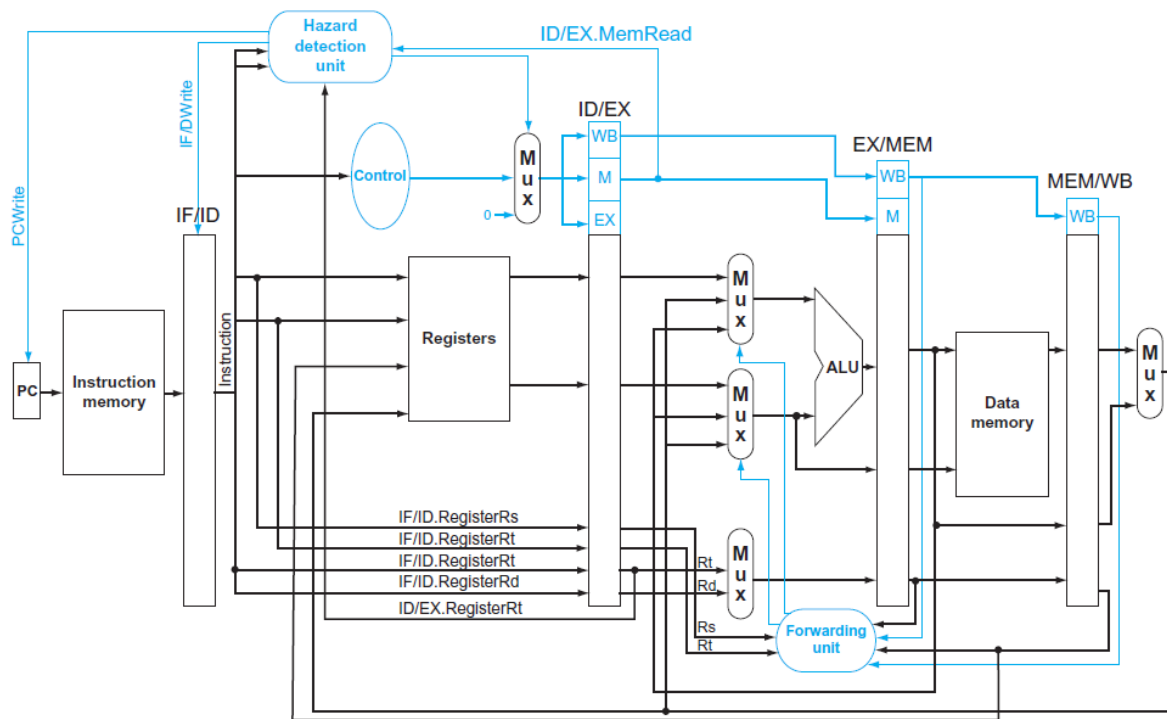 Hazard
detection
unit
ID/EX.MemRead
ID/EX
IF/DWrite
PCWrite
WB
EX/MEM
M
u
x
Control
M
WB
MEM/WB
0
EX
M
WB
IF/ID
Instruction
PC
Instruction
memory
Registers
M
u
x
M
u
x
ALU
Data
memory
M
u
x
IF/ID.RegisterRs
IF/ID.RegisterRt
IF/ID.RegisterRt
IF/ID.RegisterRd
ID/EX.RegisterRt
Rt
Rd
M
u
x
Rs
Rt
Forwarding
unit